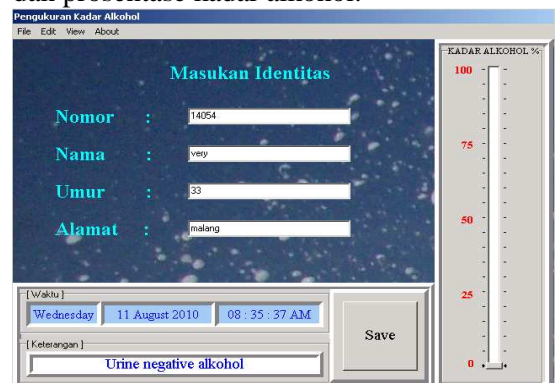 dan prosentase kadar alkohol.
Pengukuran Kadar Alkohol
File Edit View About
Masukan Identitas
Nomor : 14054
Nama : very
Umur : 33
Alamat : malang
[Waktu]
Wednesday 11 August 2010 08 : 35 : 37 AM
[Keterangan]
Urine negative alkohol
Save
KADAR ALKOHOL %
100
75
50
25
0